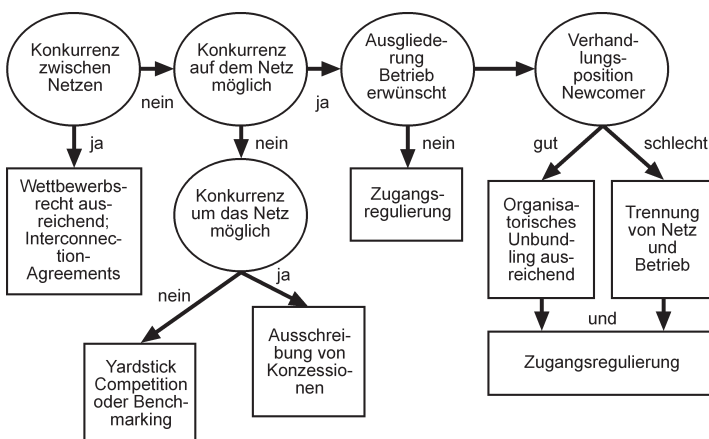 Konkurrenz
zwischen
Netzen
nein
Konkurrenz
auf dem Netz
möglich
ja
Ausgliede-
rung
Betrieb
erwünscht
Verhand-
lungs-
position
Newcomer
ja
nein
nein
gut
schlecht
Wettbewerbs-
recht aus-
reichend;
Interconnec-
tion-
Agreements
Konkurrenz
um das Netz
möglich
Zugangs-
regulierung
Organisa-
torisches
Unbund-
ling aus-
reichend
Trennung
von Netz
und
Betrieb
nein
ja
und
Yardstick
Competition
oder Bench-
marking
Ausschrei-
bung von
Konzessio-
nen
Zugangsregulierung